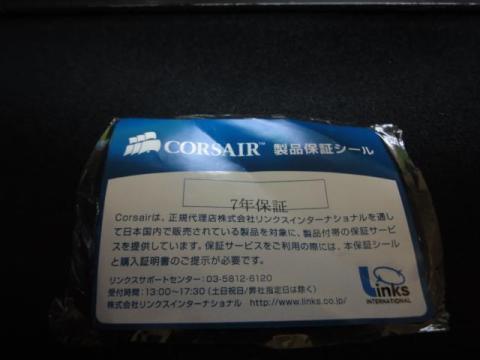 CORSAIR™ 製品保証シール
7年保証
Corsairは、正規代理店株式会社リンクスインターナショナルを通し
て日本国内で販売されている製品を対象に、製品付帯の保証サービ
スを提供しています。保証サービスをご利用の際には、本保証シール
と購入証明書のご提示が必要です。
リンクスサポートセンター：03-5812-6120
受付時間：13:00〜17:30（土日祝日/弊社指定日は除く）
株式会社リンクスインターナショナル http://www.links.co.jp/
Links
INTERNATIONAL